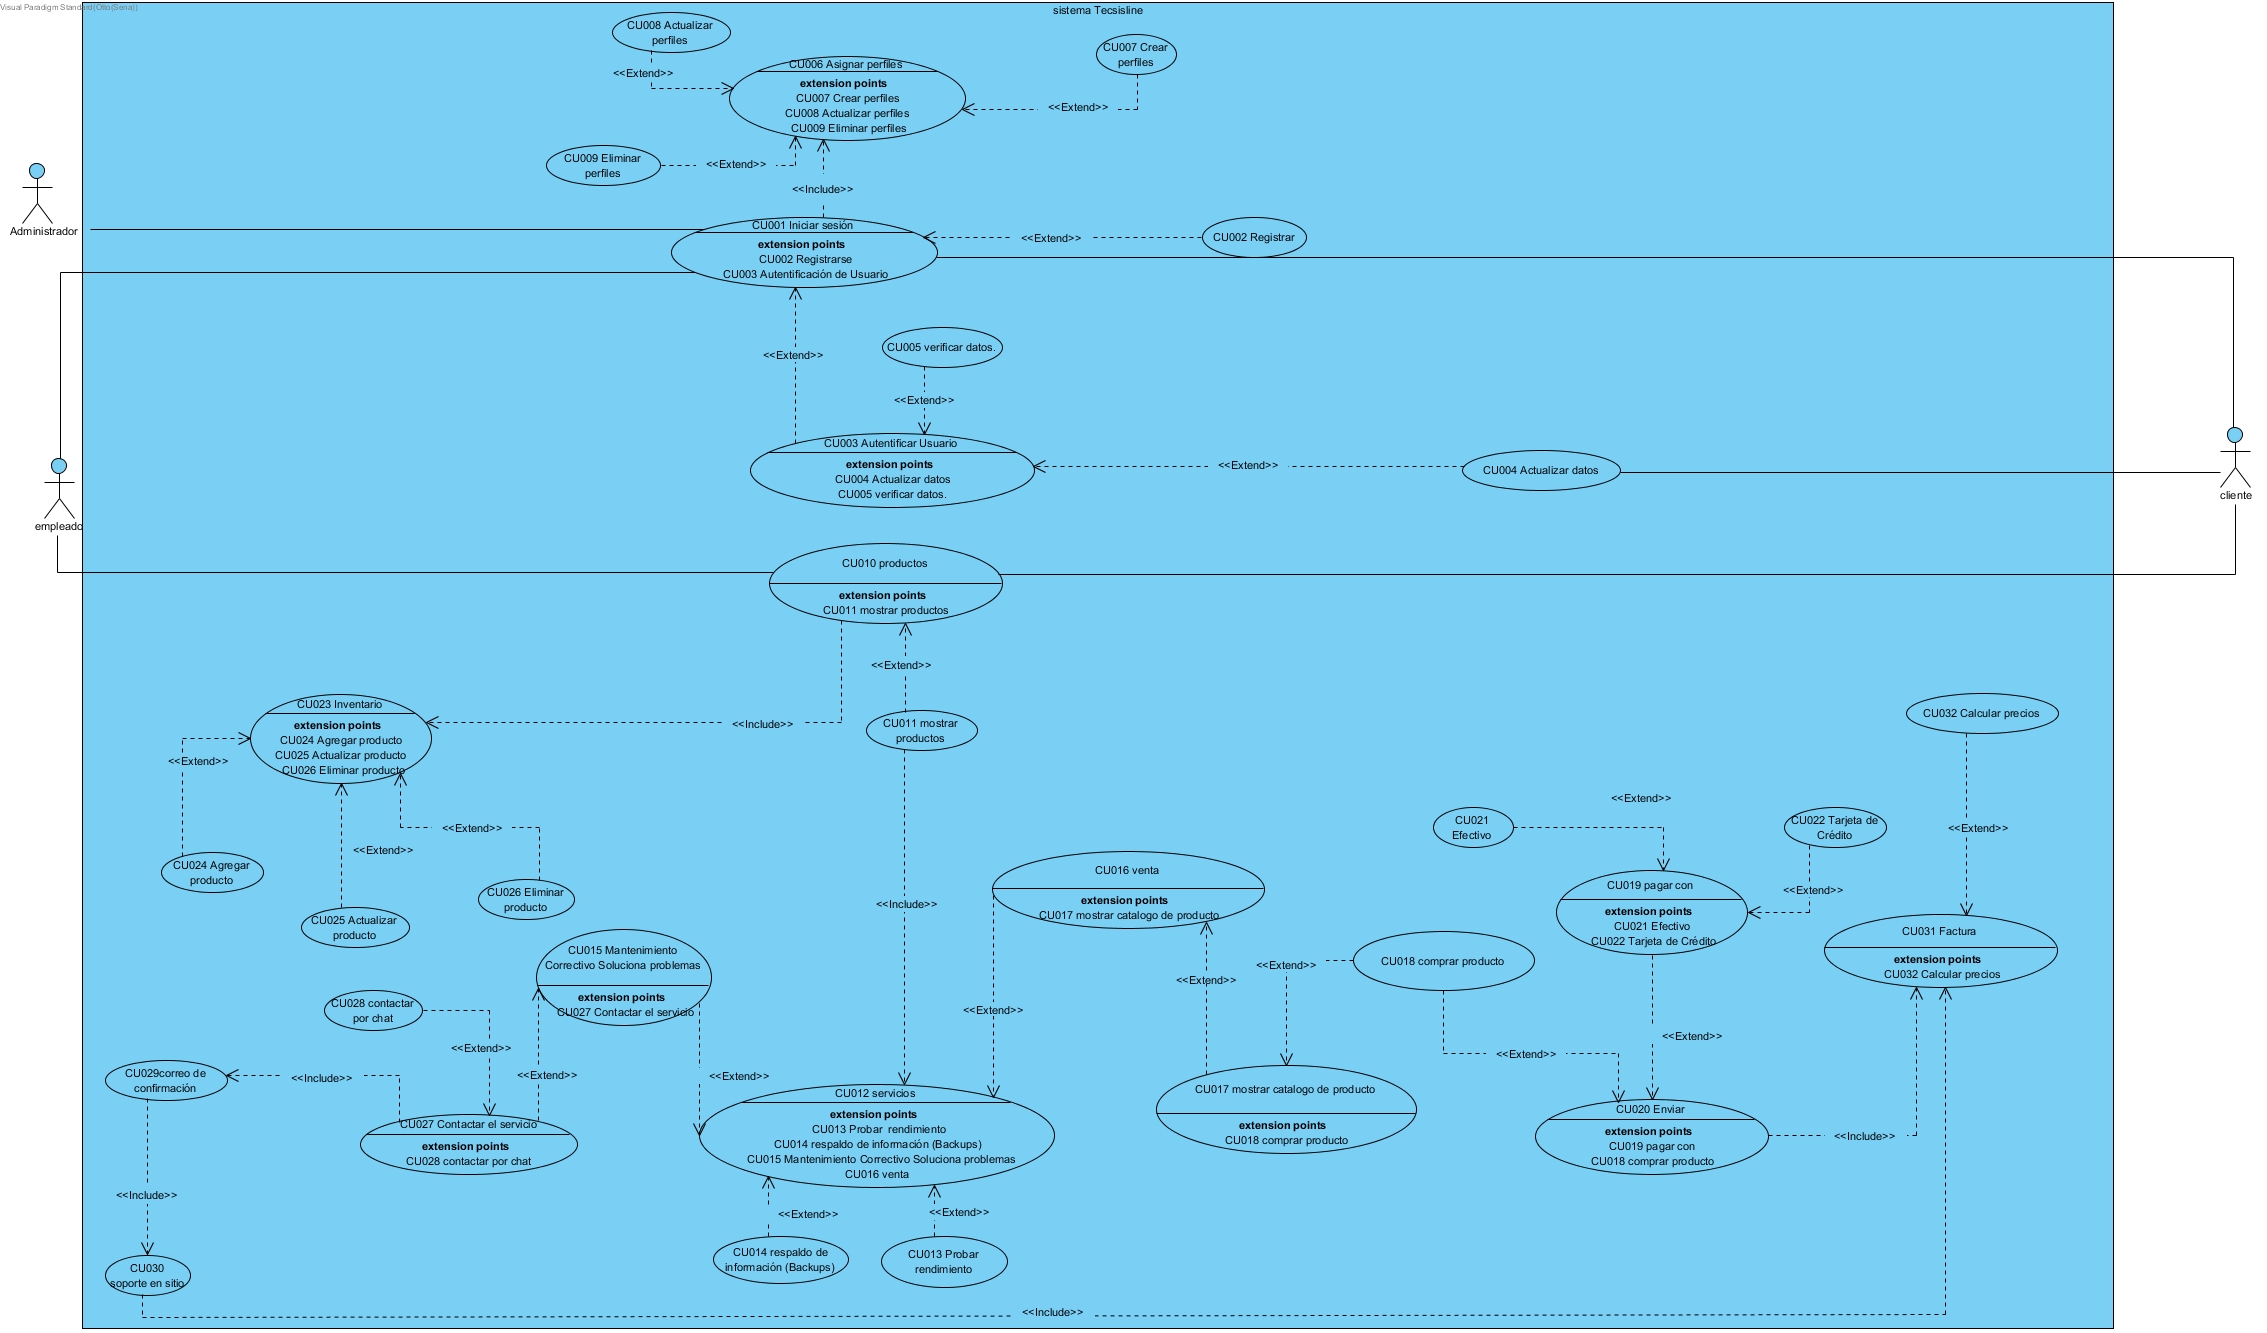 Visual Paradigm Standard(Otto(Sena))
sistema Tecsisline
CU008 Actualizar
perfiles
CU007 Crear
perfiles
<<Extend>>
CU006 Asignar perfiles
extension points
CU007 Crear perfiles
CU008 Actualizar perfiles
CU009 Eliminar perfiles
<<Extend>>
CU009 Eliminar
perfiles
<<Extend>>
<<Include>>
Administrador
CU001 Iniciar sesión
extension points
CU002 Registrarse
CU003 Autentificación de Usuario
<<Extend>>
CU002 Registrar
<<Extend>>
CU005 verificar datos.
<<Extend>>
CU003 Autentificar Usuario
extension points
CU004 Actualizar datos
CU005 verificar datos.
<<Extend>>
CU004 Actualizar datos
cliente
empleado
CU010 productos
extension points
CU011 mostrar productos
<<Extend>>
<<Include>>
CU011 mostrar
productos
CU023 Inventario
extension points
CU024 Agregar producto
CU025 Actualizar producto
CU026 Eliminar producto
<<Extend>>
CU032 Calcular precios
<<Extend>>
<<Extend>>
<<Extend>>
CU024 Agregar
producto
CU025 Actualizar
producto
CU026 Eliminar
producto
<<Include>>
CU016 venta
extension points
CU017 mostrar catalogo de producto
<<Extend>>
CU021
Efectivo
CU022 Tarjeta de
Crédito
<<Extend>>
CU019 pagar con
extension points
CU021 Efectivo
CU022 Tarjeta de Crédito
<<Extend>>
CU031 Factura
extension points
CU032 Calcular precios
CU015 Mantenimiento
Correctivo Soluciona problemas
extension points
CU027 Contactar el servicio
CU028 contactar
por chat
<<Extend>>
<<Extend>>
<<Extend>>
<<Extend>>
<<Extend>>
<<Extend>>
CU018 comprar producto
<<Extend>>
<<Extend>>
CU029correo de
confirmación
<<Include>>
CU027 Contactar el servicio
extension points
CU028 contactar por chat
CU012 servicios
extension points
CU013 Probar rendimiento
CU014 respaldo de información (Backups)
CU015 Mantenimiento Correctivo Soluciona problemas
CU016 venta
CU017 mostrar catalogo de producto
extension points
CU018 comprar producto
CU020 Enviar
extension points
CU019 pagar con
CU018 comprar producto
<<Include>>
<<Include>>
<<Extend>>
<<Extend>>
CU014 respaldo de
información (Backups)
CU013 Probar
rendimiento
CU030
soporte en sitio
<<Include>>